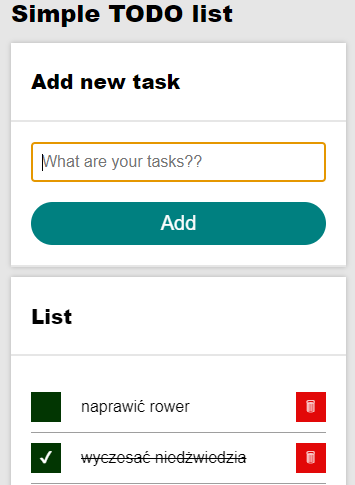 Simple TODO list
Add new task
What are your tasks??
Add
List
naprawić rower
wyczesać niedźwiedzia